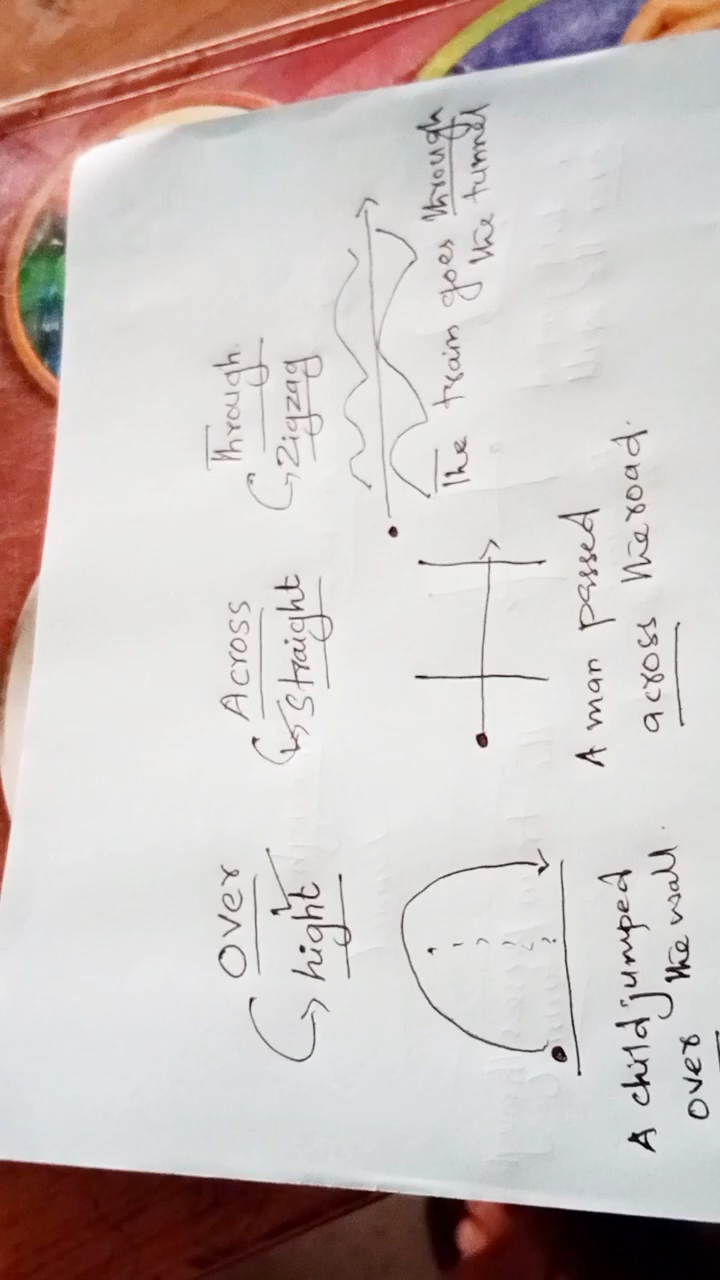 Over
hight
A child jumped
over the wall.
Across
straight
A man passed
across the road.
Through
zigzag
The train goes through
the tunnel